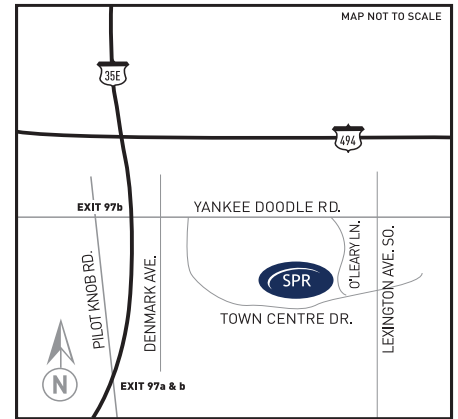 MAP NOT TO SCALE
35E
494
EXIT 97b
YANKEE DOODLE RD.
PILOT KNOB RD.
DENMARK AVE.
O'LEARY LN.
LEXINGTON AVE. SO.
SPR
TOWN CENTRE DR.
N
EXIT 97a & b